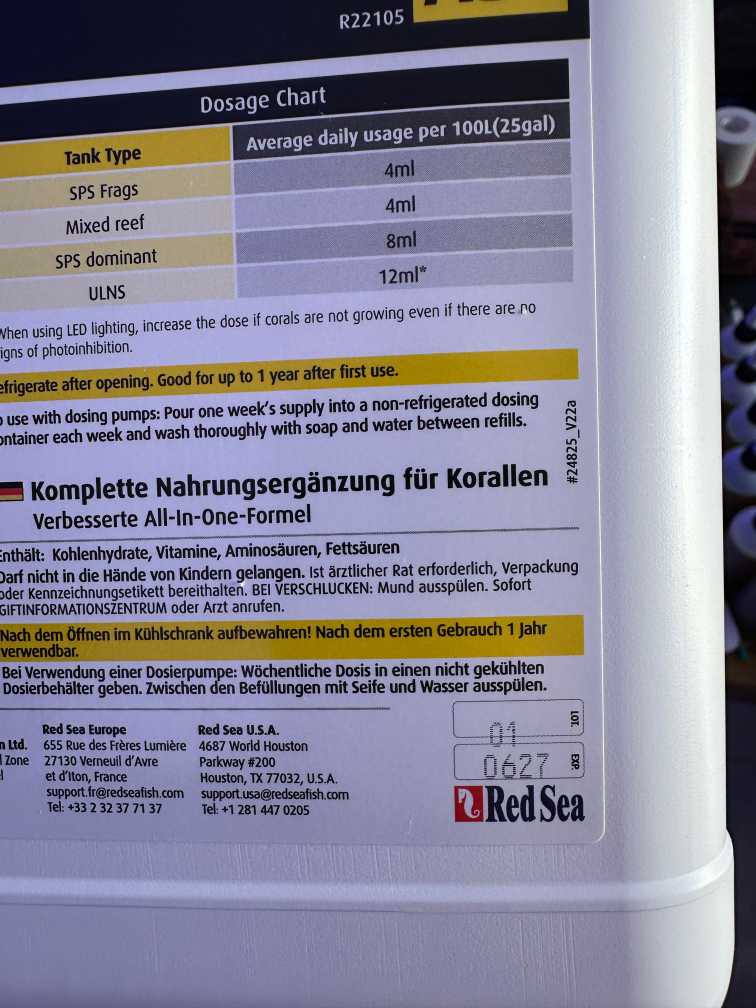 R22105
Dosage Chart
Tank Type Average daily usage per 100L(25gal)
SPS Frags 4ml
Mixed reef 4ml
SPS dominant 8ml
ULNS 12ml*
When using LED lighting, increase the dose if corals are not growing even if there are no
signs of photoinhibition.
efrigerate after opening. Good for up to 1 year after first use.
o use with dosing pumps: Pour one week's supply into a non-refrigerated dosing
ontainer each week and wash thoroughly with soap and water between refills.
#24825_V22a
Komplette Nahrungsergänzung für Korallen
Verbesserte All-In-One-Formel
Enthält: Kohlenhydrate, Vitamine, Aminosäuren, Fettsäuren
Darf nicht in die Hände von Kindern gelangen. Ist ärztlicher Rat erforderlich, Verpackung
oder Kennzeichnungsetikett bereithalten. BEI VERSCHLUCKEN: Mund ausspülen. Sofort
GIFTINFORMATIONSZENTRUM oder Arzt anrufen.
Nach dem Öffnen im Kühlschrank aufbewahren! Nach dem ersten Gebrauch 1 Jahr
verwendbar.
Bei Verwendung einer Dosierpumpe: Wöchentliche Dosis in einen nicht gekühlten
Dosierbehälter geben. Zwischen den Befüllungen mit Seife und Wasser ausspülen.
n Ltd.
l Zone
Red Sea Europe
655 Rue des Frères Lumière
27130 Verneuil d'Avre
et d'Iton, France
support.fr@redseafish.com
Tel: +33 2 32 37 71 37
Red Sea U.S.A.
4687 World Houston
Parkway #200
Houston, TX 77032, U.S.A.
support.usa@redseafish.com
Tel: +1 281 447 0205
01 LOT.
0627 EXP.
Red Sea